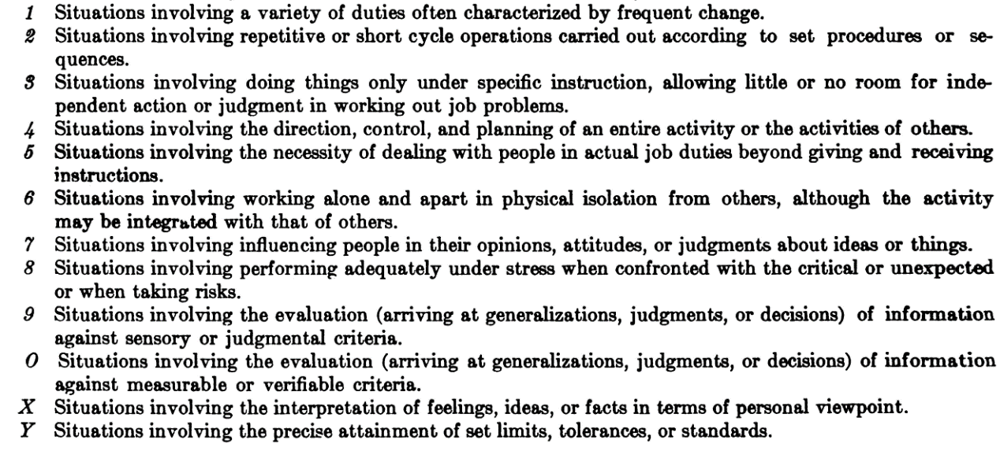 1 Situations involving a variety of duties often characterized by frequent change.
2 Situations involving repetitive or short cycle operations carried out according to set procedures or se-
quences.
3 Situations involving doing things only under specific instruction, allowing little or no room for inde-
pendent action or judgment in working out job problems.
4 Situations involving the direction, control, and planning of an entire activity or the activities of others.
5 Situations involving the necessity of dealing with people in actual job duties beyond giving and receiving
instructions.
6 Situations involving working alone and apart in physical isolation from others, although the activity
may be integrated with that of others.
7 Situations involving influencing people in their opinions, attitudes, or judgments about ideas or things.
8 Situations involving performing adequately under stress when confronted with the critical or unexpected
or when taking risks.
9 Situations involving the evaluation (arriving at generalizations, judgments, or decisions) of information
against sensory or judgmental criteria.
0 Situations involving the evaluation (arriving at generalizations, judgments, or decisions) of information
against measurable or verifiable criteria.
X Situations involving the interpretation of feelings, ideas, or facts in terms of personal viewpoint.
Y Situations involving the precise attainment of set limits, tolerances, or standards.